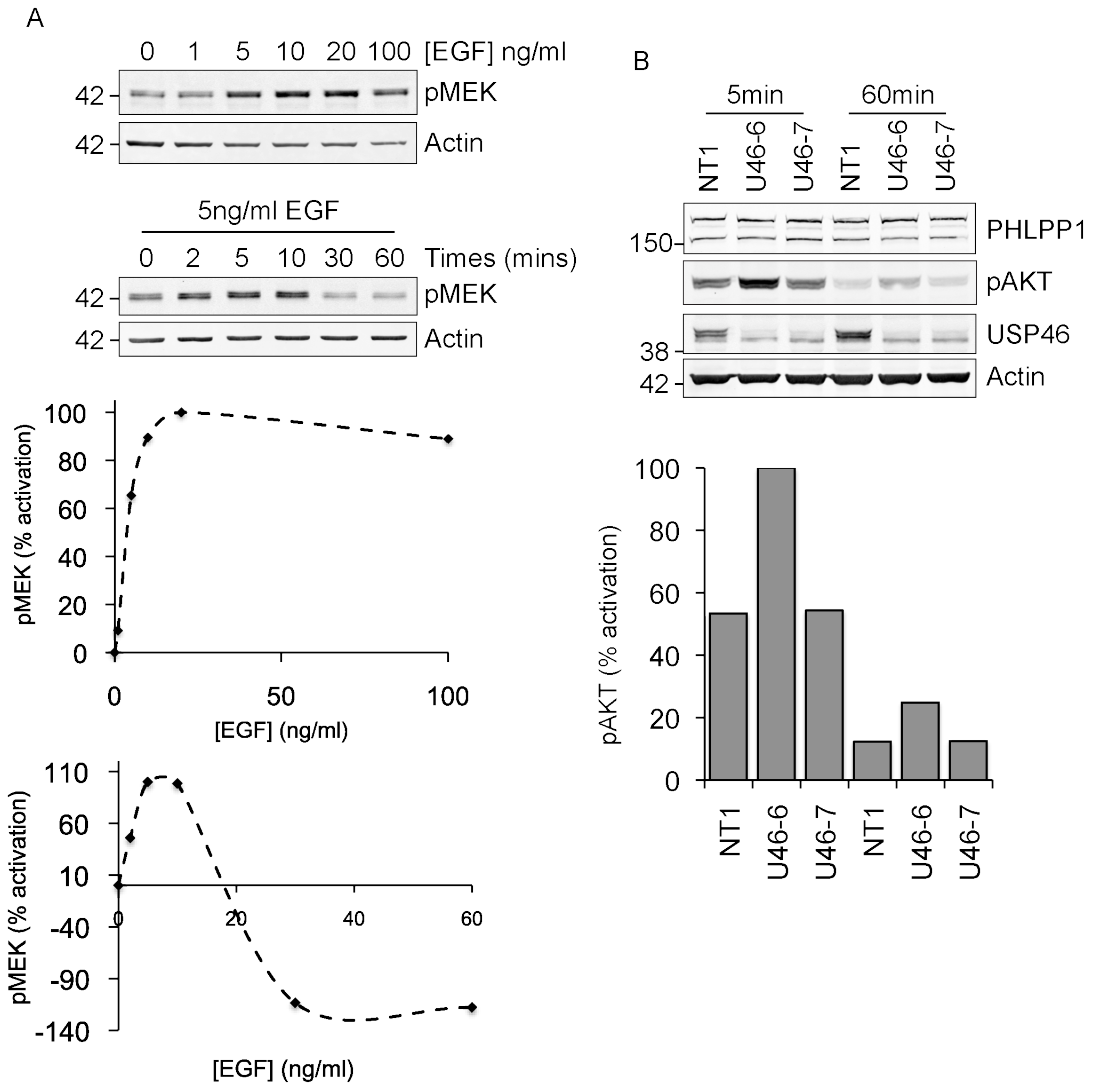 A
0 1 5 10 20 100 [EGF] ng/ml
42 pMEK
42 Actin
5ng/ml EGF
0 2 5 10 30 60 Times (mins)
42 pMEK
42 Actin
pMEK (% activation)
100
80
60
40
20
0
0 50 100
[EGF] (ng/ml)
pMEK (% activation)
110
60
10
-40
-90
-140
0 20 40 60
[EGF] (ng/ml)
B
5min 60min
NT1 U46-6 U46-7 NT1 U46-6 U46-7
150 PHLPP1
pAKT
USP46
38
42 Actin
pAKT (% activation)
100
80
60
40
20
0
NT1 U46-6 U46-7 NT1 U46-6 U46-7